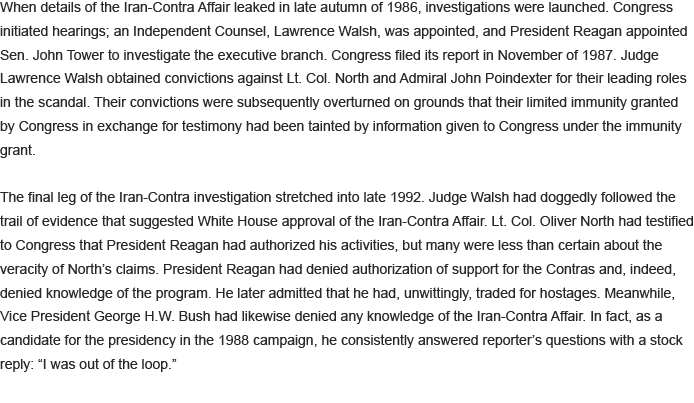 When details of the Iran-Contra Affair leaked in late autumn of 1986, investigations were launched. Congress
initiated hearings; an Independent Counsel, Lawrence Walsh, was appointed, and President Reagan appointed
Sen. John Tower to investigate the executive branch. Congress filed its report in November of 1987. Judge
Lawrence Walsh obtained convictions against Lt. Col. North and Admiral John Poindexter for their leading roles
in the scandal. Their convictions were subsequently overturned on grounds that their limited immunity granted
by Congress in exchange for testimony had been tainted by information given to Congress under the immunity
grant.
The final leg of the Iran-Contra investigation stretched into late 1992. Judge Walsh had doggedly followed the
trail of evidence that suggested White House approval of the Iran-Contra Affair. Lt. Col. Oliver North had testified
to Congress that President Reagan had authorized his activities, but many were less than certain about the
veracity of North’s claims. President Reagan had denied authorization of support for the Contras and, indeed,
denied knowledge of the program. He later admitted that he had, unwittingly, traded for hostages. Meanwhile,
Vice President George H.W. Bush had likewise denied any knowledge of the Iran-Contra Affair. In fact, as a
candidate for the presidency in the 1988 campaign, he consistently answered reporter’s questions with a stock
reply: “I was out of the loop.”